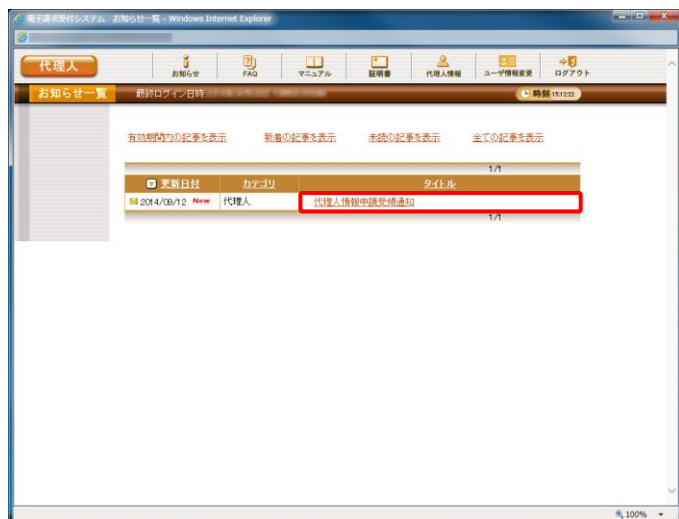 電子請求受付システム お知らせ一覧 - Windows Internet Explorer
代理人
お知らせ FAQ マニュアル 証明書 代理人情報 ユーザ情報変更 ログアウト
お知らせ一覧 最終ログイン日時 時刻 15:12:22
有効期間内の記事を表示 新着の記事を表示 未読の記事を表示 全ての記事を表示
1/1
更新日付 カテゴリ タイトル
2014/09/12 New 代理人 代理人情報申請受領通知
1/1
100%